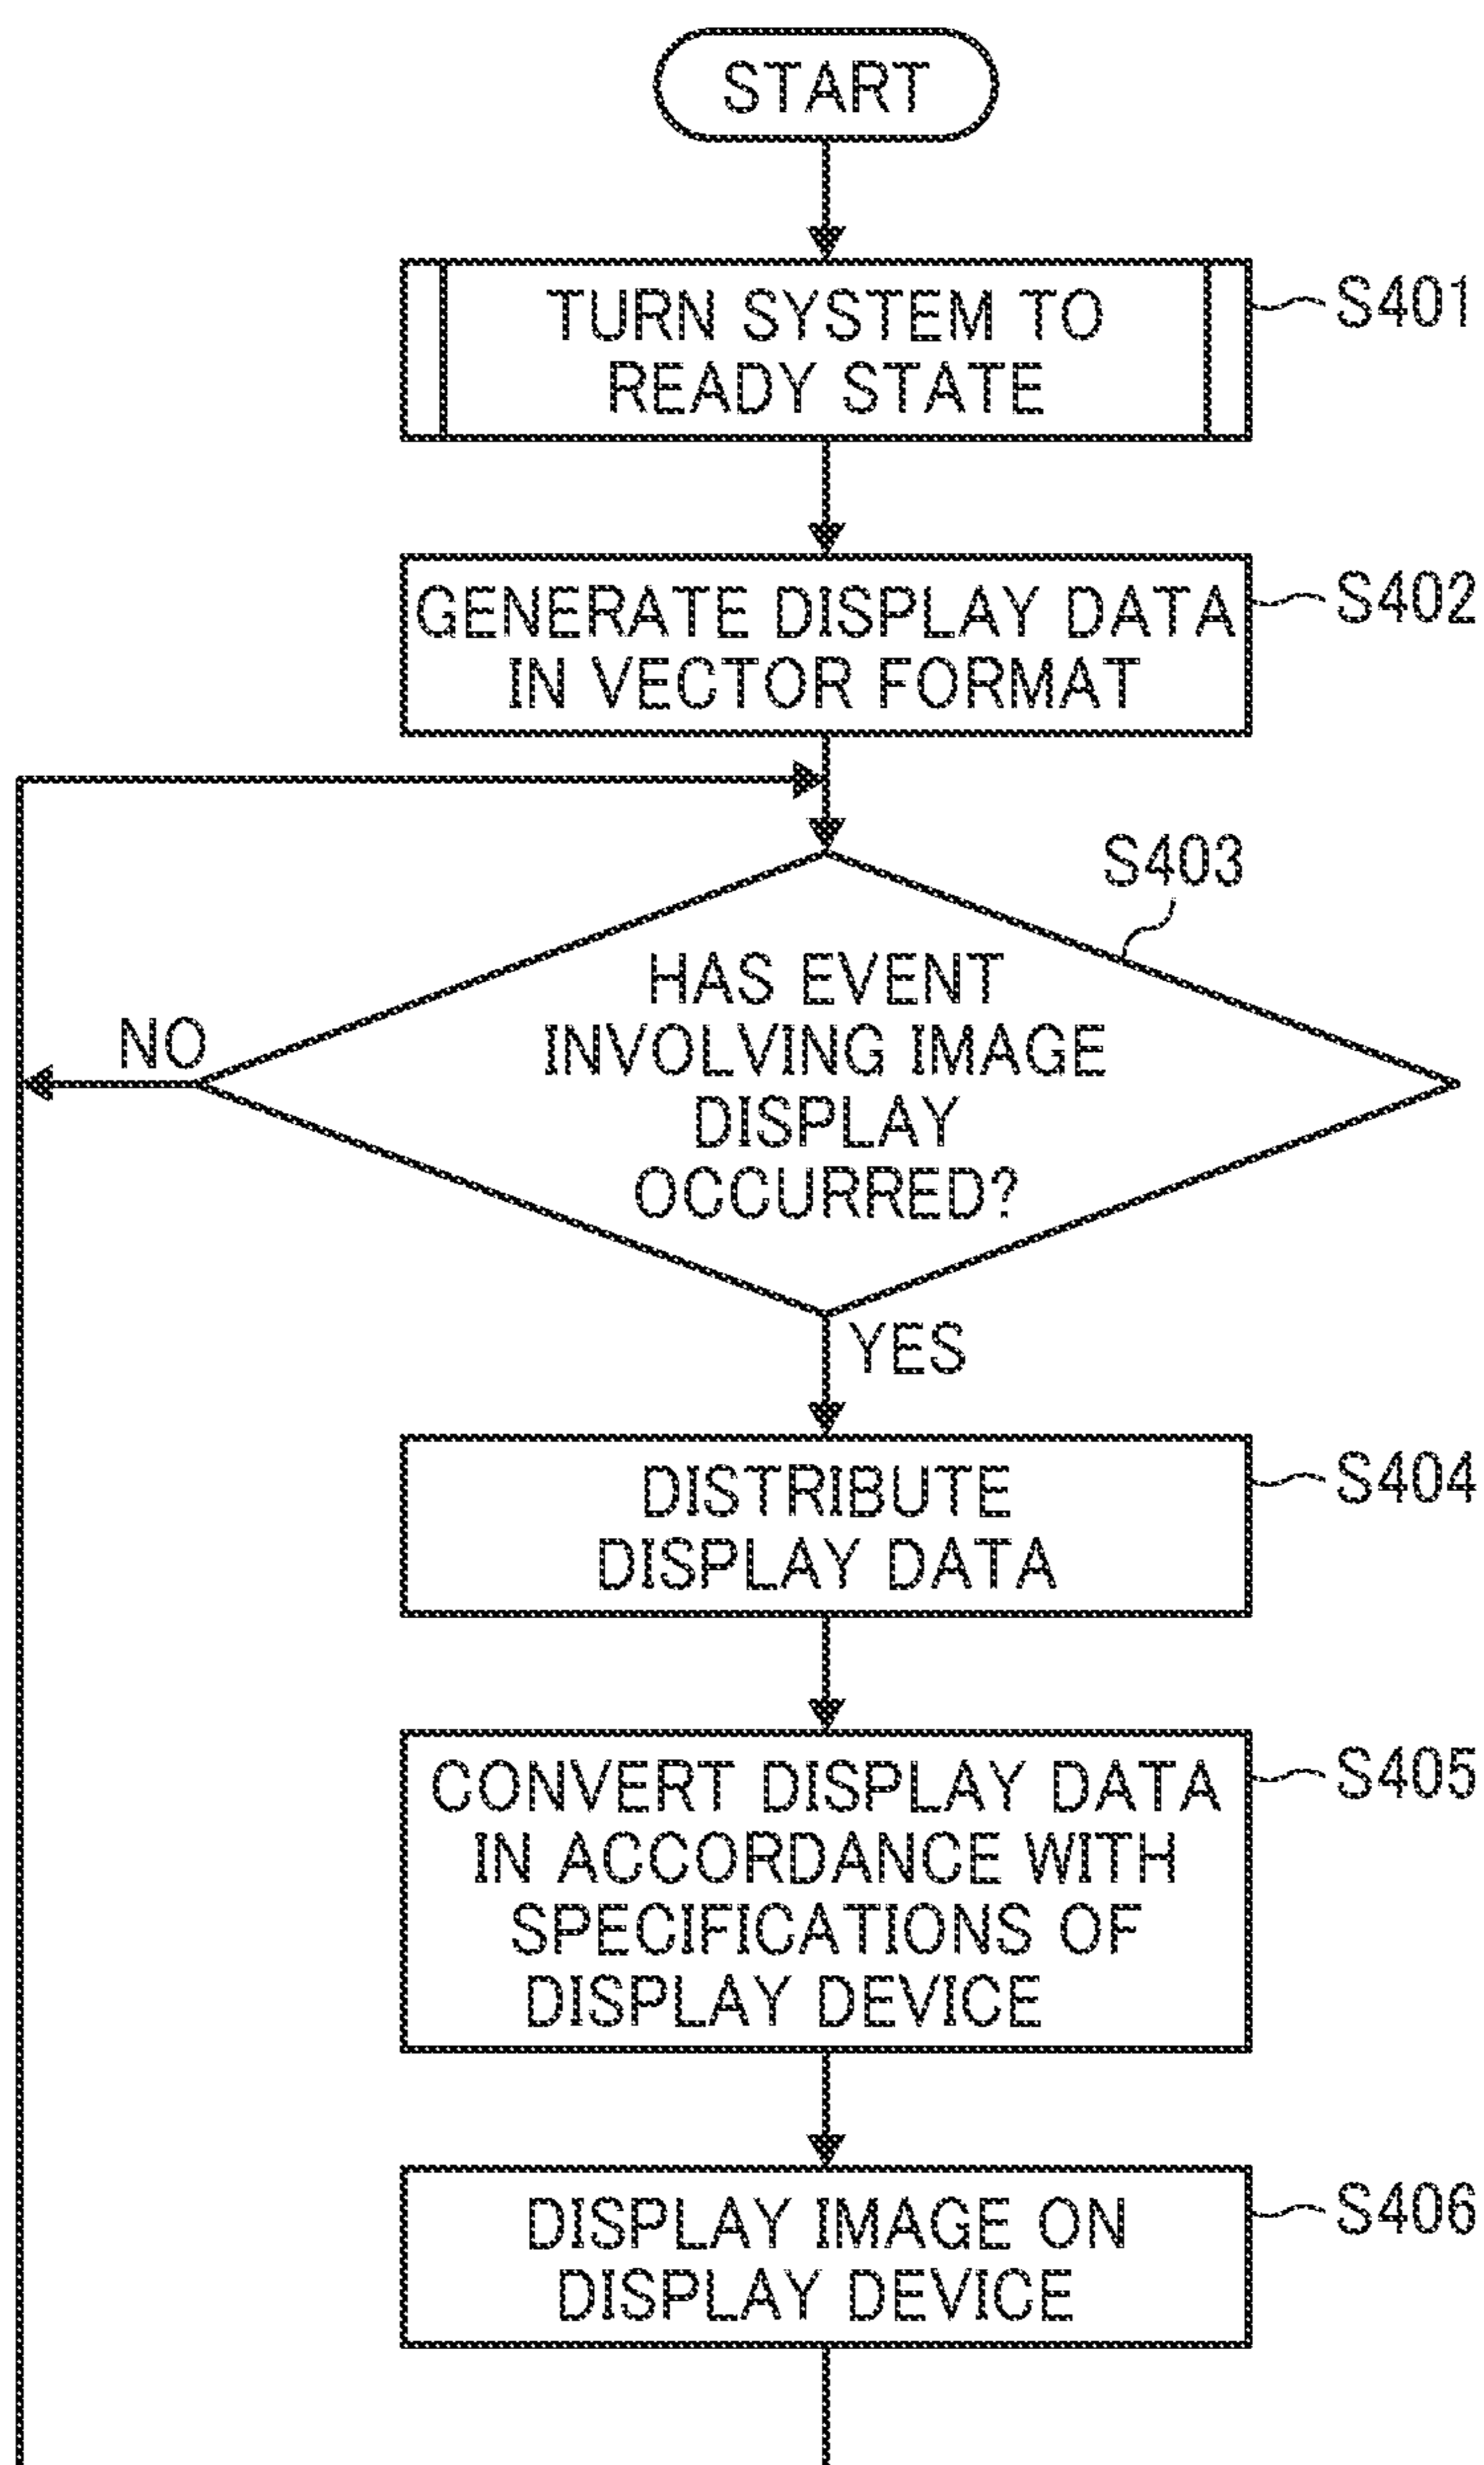 START
TURN SYSTEM TO
READY STATE
S401
GENERATE DISPLAY DATA
IN VECTOR FORMAT
S402
S403
HAS EVENT
INVOLVING IMAGE
DISPLAY
OCCURRED?
NO
YES
DISTRIBUTE
DISPLAY DATA
S404
CONVERT DISPLAY DATA
IN ACCORDANCE WITH
SPECIFICATIONS OF
DISPLAY DEVICE
S405
DISPLAY IMAGE ON
DISPLAY DEVICE
S406